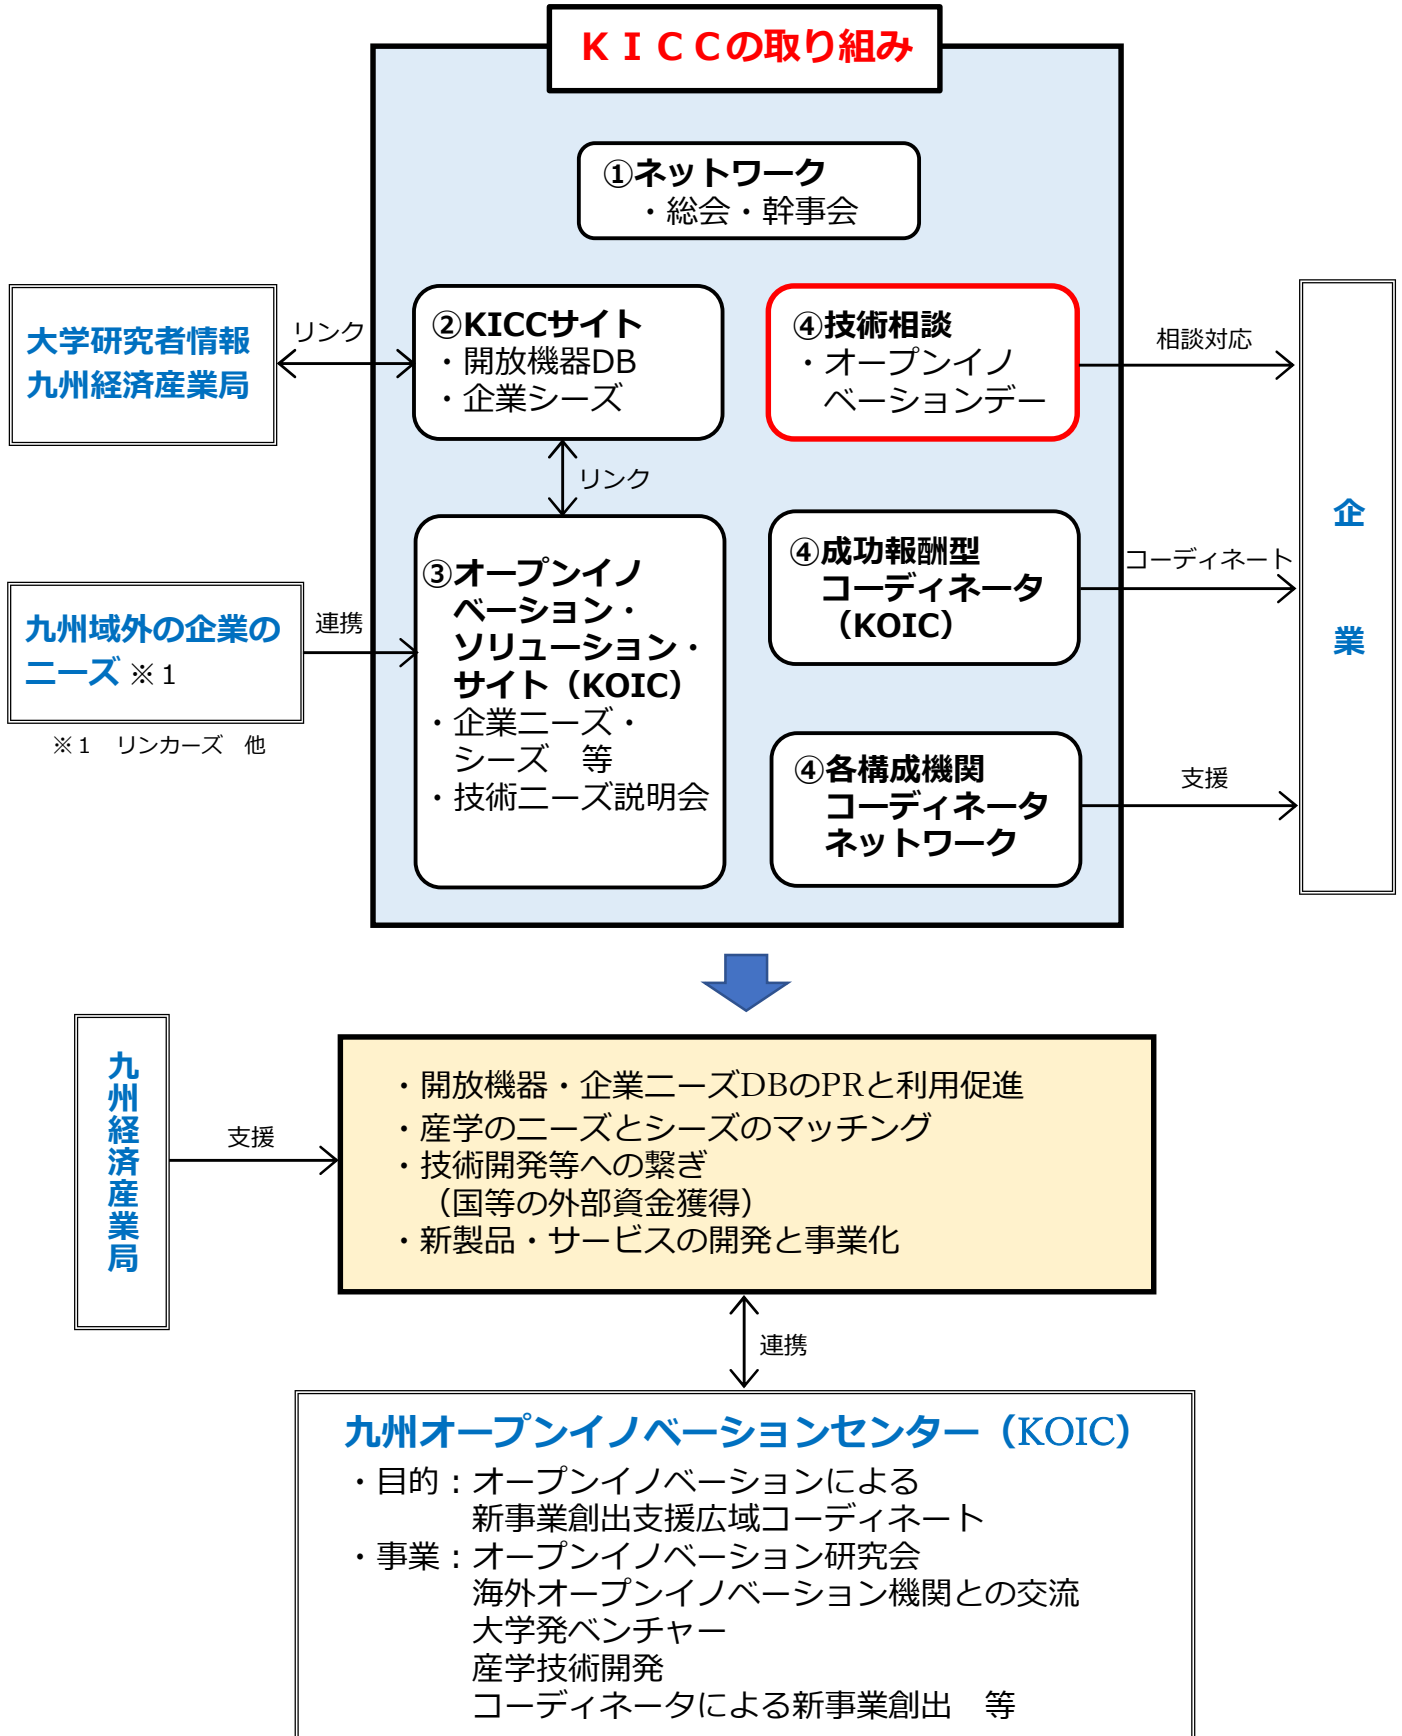 ＫＩＣＣの取り組み
①ネットワーク
・総会・幹事会
大学研究者情報
九州経済産業局
リンク
②KICCサイト
・開放機器DB
・企業シーズ
④技術相談
・オープンイノ
ベーションデー
相談対応
リンク
企業
九州域外の企業の
ニーズ ※１
※１　リンカーズ　他
連携
③オープンイノ
ベーション・
ソリューション・
サイト（KOIC）
・企業ニーズ・
シーズ　等
・技術ニーズ説明会
④成功報酬型
コーディネータ
（KOIC）
コーディネート
④各構成機関
コーディネータ
ネットワーク
支援
九州経済産業局
支援
・開放機器・企業ニーズDBのPRと利用促進
・産学のニーズとシーズのマッチング
・技術開発等への繋ぎ
（国等の外部資金獲得）
・新製品・サービスの開発と事業化
連携
九州オープンイノベーションセンター（KOIC）
・目的：オープンイノベーションによる
新事業創出支援広域コーディネート
・事業：オープンイノベーション研究会
海外オープンイノベーション機関との交流
大学発ベンチャー
産学技術開発
コーディネータによる新事業創出　等